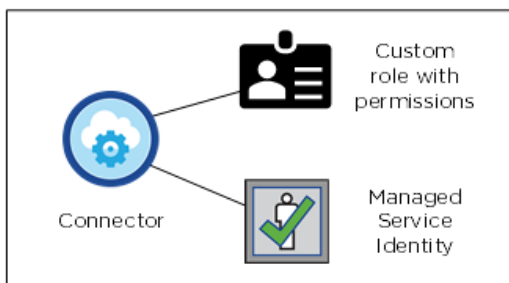 Custom
role with
permissions
Connector
Managed
Service
Identity